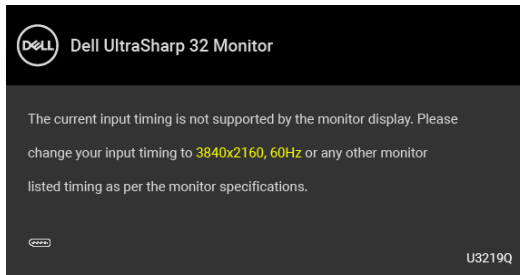 DELL
Dell UltraSharp 32 Monitor
The current input timing is not supported by the monitor display. Please
change your input timing to 3840x2160, 60Hz or any other monitor
listed timing as per the monitor specifications.
U3219Q